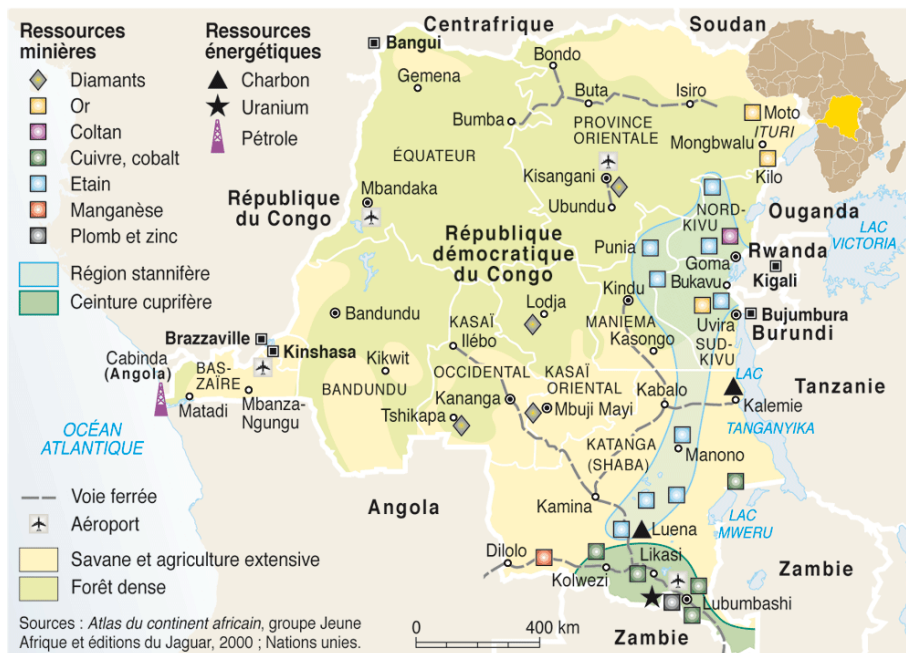 Ressources
minières
Diamants
Or
Coltan
Cuivre, cobalt
Etain
Manganèse
Plomb et zinc
Région stannifère
Ceinture cuprifère
Ressources
énergétiques
Charbon
Uranium
Pétrole
Centrafrique
Soudan
Bangui
Gemena
Bondo
Buta
Isiro
Bumba
PROVINCE
ORIENTALE
Moto
ITURI
Mongbwalu
Kilo
ÉQUATEUR
Kisangani
Ubundu
Mbandaka
République
du Congo
République
démocratique
du Congo
Punia
NORD-
KIVU
Ouganda
LAC
VICTORIA
Goma
Rwanda
Bukavu
Kigali
Kindu
Lodja
Bandundu
KASAÏ
Ilébo
MANIEMA
Uvira
Bujumbura
Burundi
Kasongo
SUD-
KIVU
Brazzaville
Kinshasa
Cabinda
(Angola)
BAS-
ZAÏRE
Kikwit
BANDUNDU
OCCIDENTAL
KASAÏ
ORIENTAL
Kabalo
LAC
TANGANYIKA
Tanzanie
Kalemie
Matadi
Mbanza-
Ngungu
Kananga
Tshikapa
Mbuji Mayi
OCÉAN
ATLANTIQUE
KATANGA
(SHABA)
Manono
Angola
Kamina
Luena
LAC
MWERU
Dilolo
Kolwezi
Likasi
Zambie
Lubumbashi
Zambie
Voie ferrée
Aéroport
Savane et agriculture extensive
Forêt dense
0 400 km
Sources : Atlas du continent africain, groupe Jeune
Afrique et éditions du Jaguar, 2000 ; Nations unies.